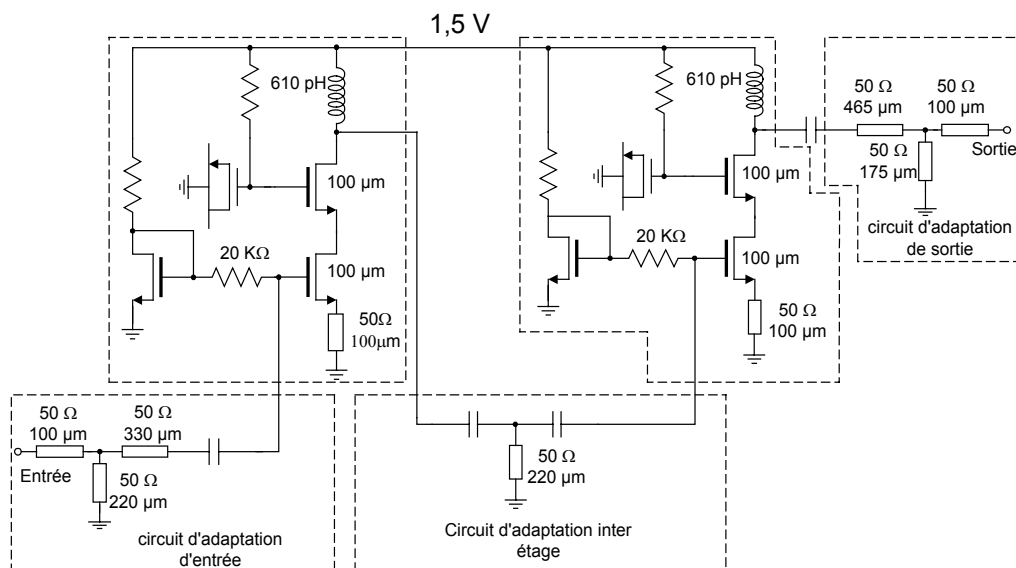 1,5 V
610 pH
100 µm
20 KΩ
100 µm
50Ω
100µm
610 pH
100 µm
20 KΩ
100 µm
50 Ω
100 µm
50 Ω
465 µm
50 Ω
100 µm
Sortie
50 Ω
175 µm
circuit d'adaptation
de sortie
50 Ω
100 µm
50 Ω
330 µm
Entrée
50 Ω
220 µm
circuit d'adaptation
d'entrée
50 Ω
220 µm
Circuit d'adaptation inter
étage